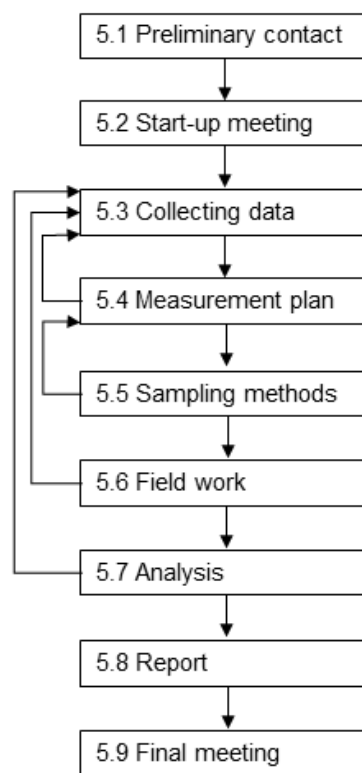 5.1 Preliminary contact
5.2 Start-up meeting
5.3 Collecting data
5.4 Measurement plan
5.5 Sampling methods
5.6 Field work
5.7 Analysis
5.8 Report
5.9 Final meeting